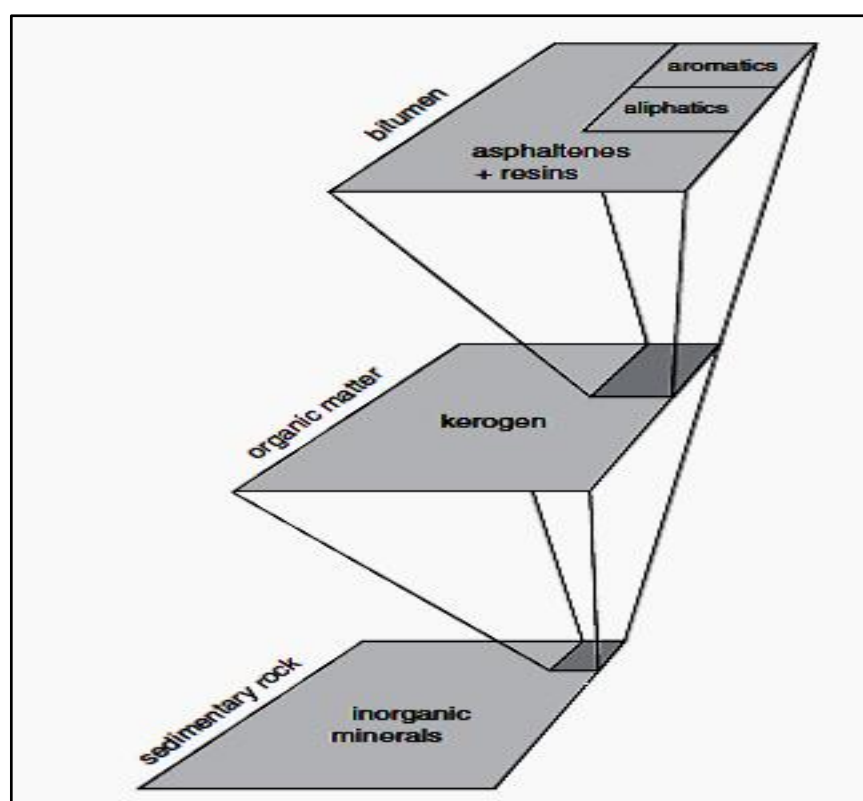 aromatics
aliphatics
bitumen
asphaltenes
+ resins
organic matter
kerogen
sedimentary rock
inorganic
minerals